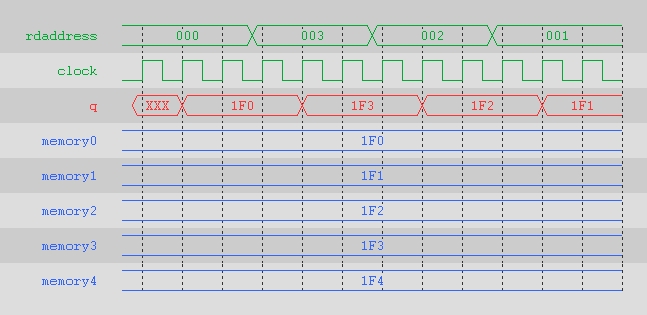 rdaddress 000 003 002 001
clock
q XXX 1F0 1F3 1F2 1F1
memory0 1F0
memory1 1F1
memory2 1F2
memory3 1F3
memory4 1F4